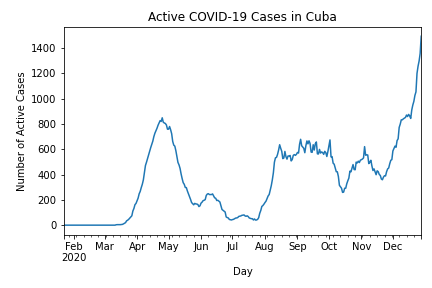 Active COVID-19 Cases in Cuba
Number of Active Cases
1400
1200
1000
800
600
400
200
0
Feb Mar Apr May Jun Jul Aug Sep Oct Nov Dec
2020
Day